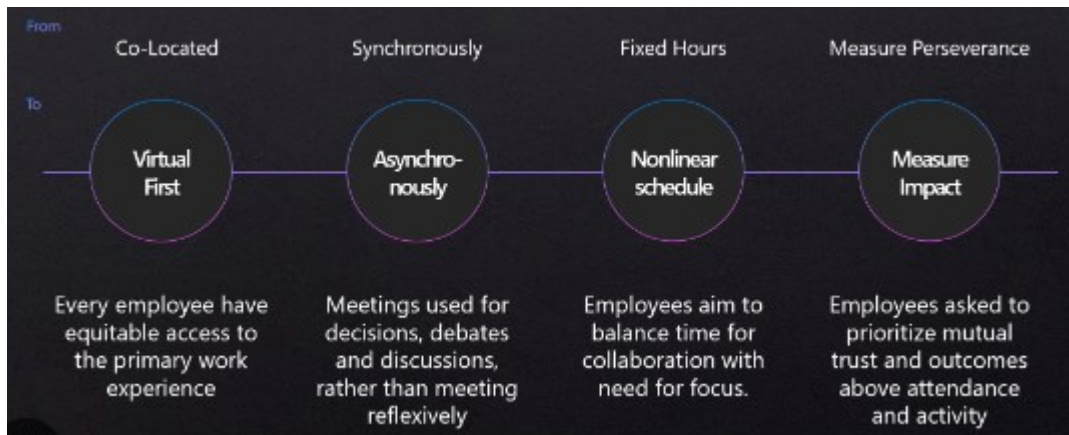 From
Co-Located
Synchronously
Fixed Hours
Measure Perseverance
To
Virtual
First
Asynchro-
nously
Nonlinear
schedule
Measure
Impact
Every employee have
equitable access to
the primary work
experience
Meetings used for
decisions, debates
and discussions,
rather than meeting
reflexively
Employees aim to
balance time for
collaboration with
need for focus.
Employees asked to
prioritize mutual
trust and outcomes
above attendance
and activity